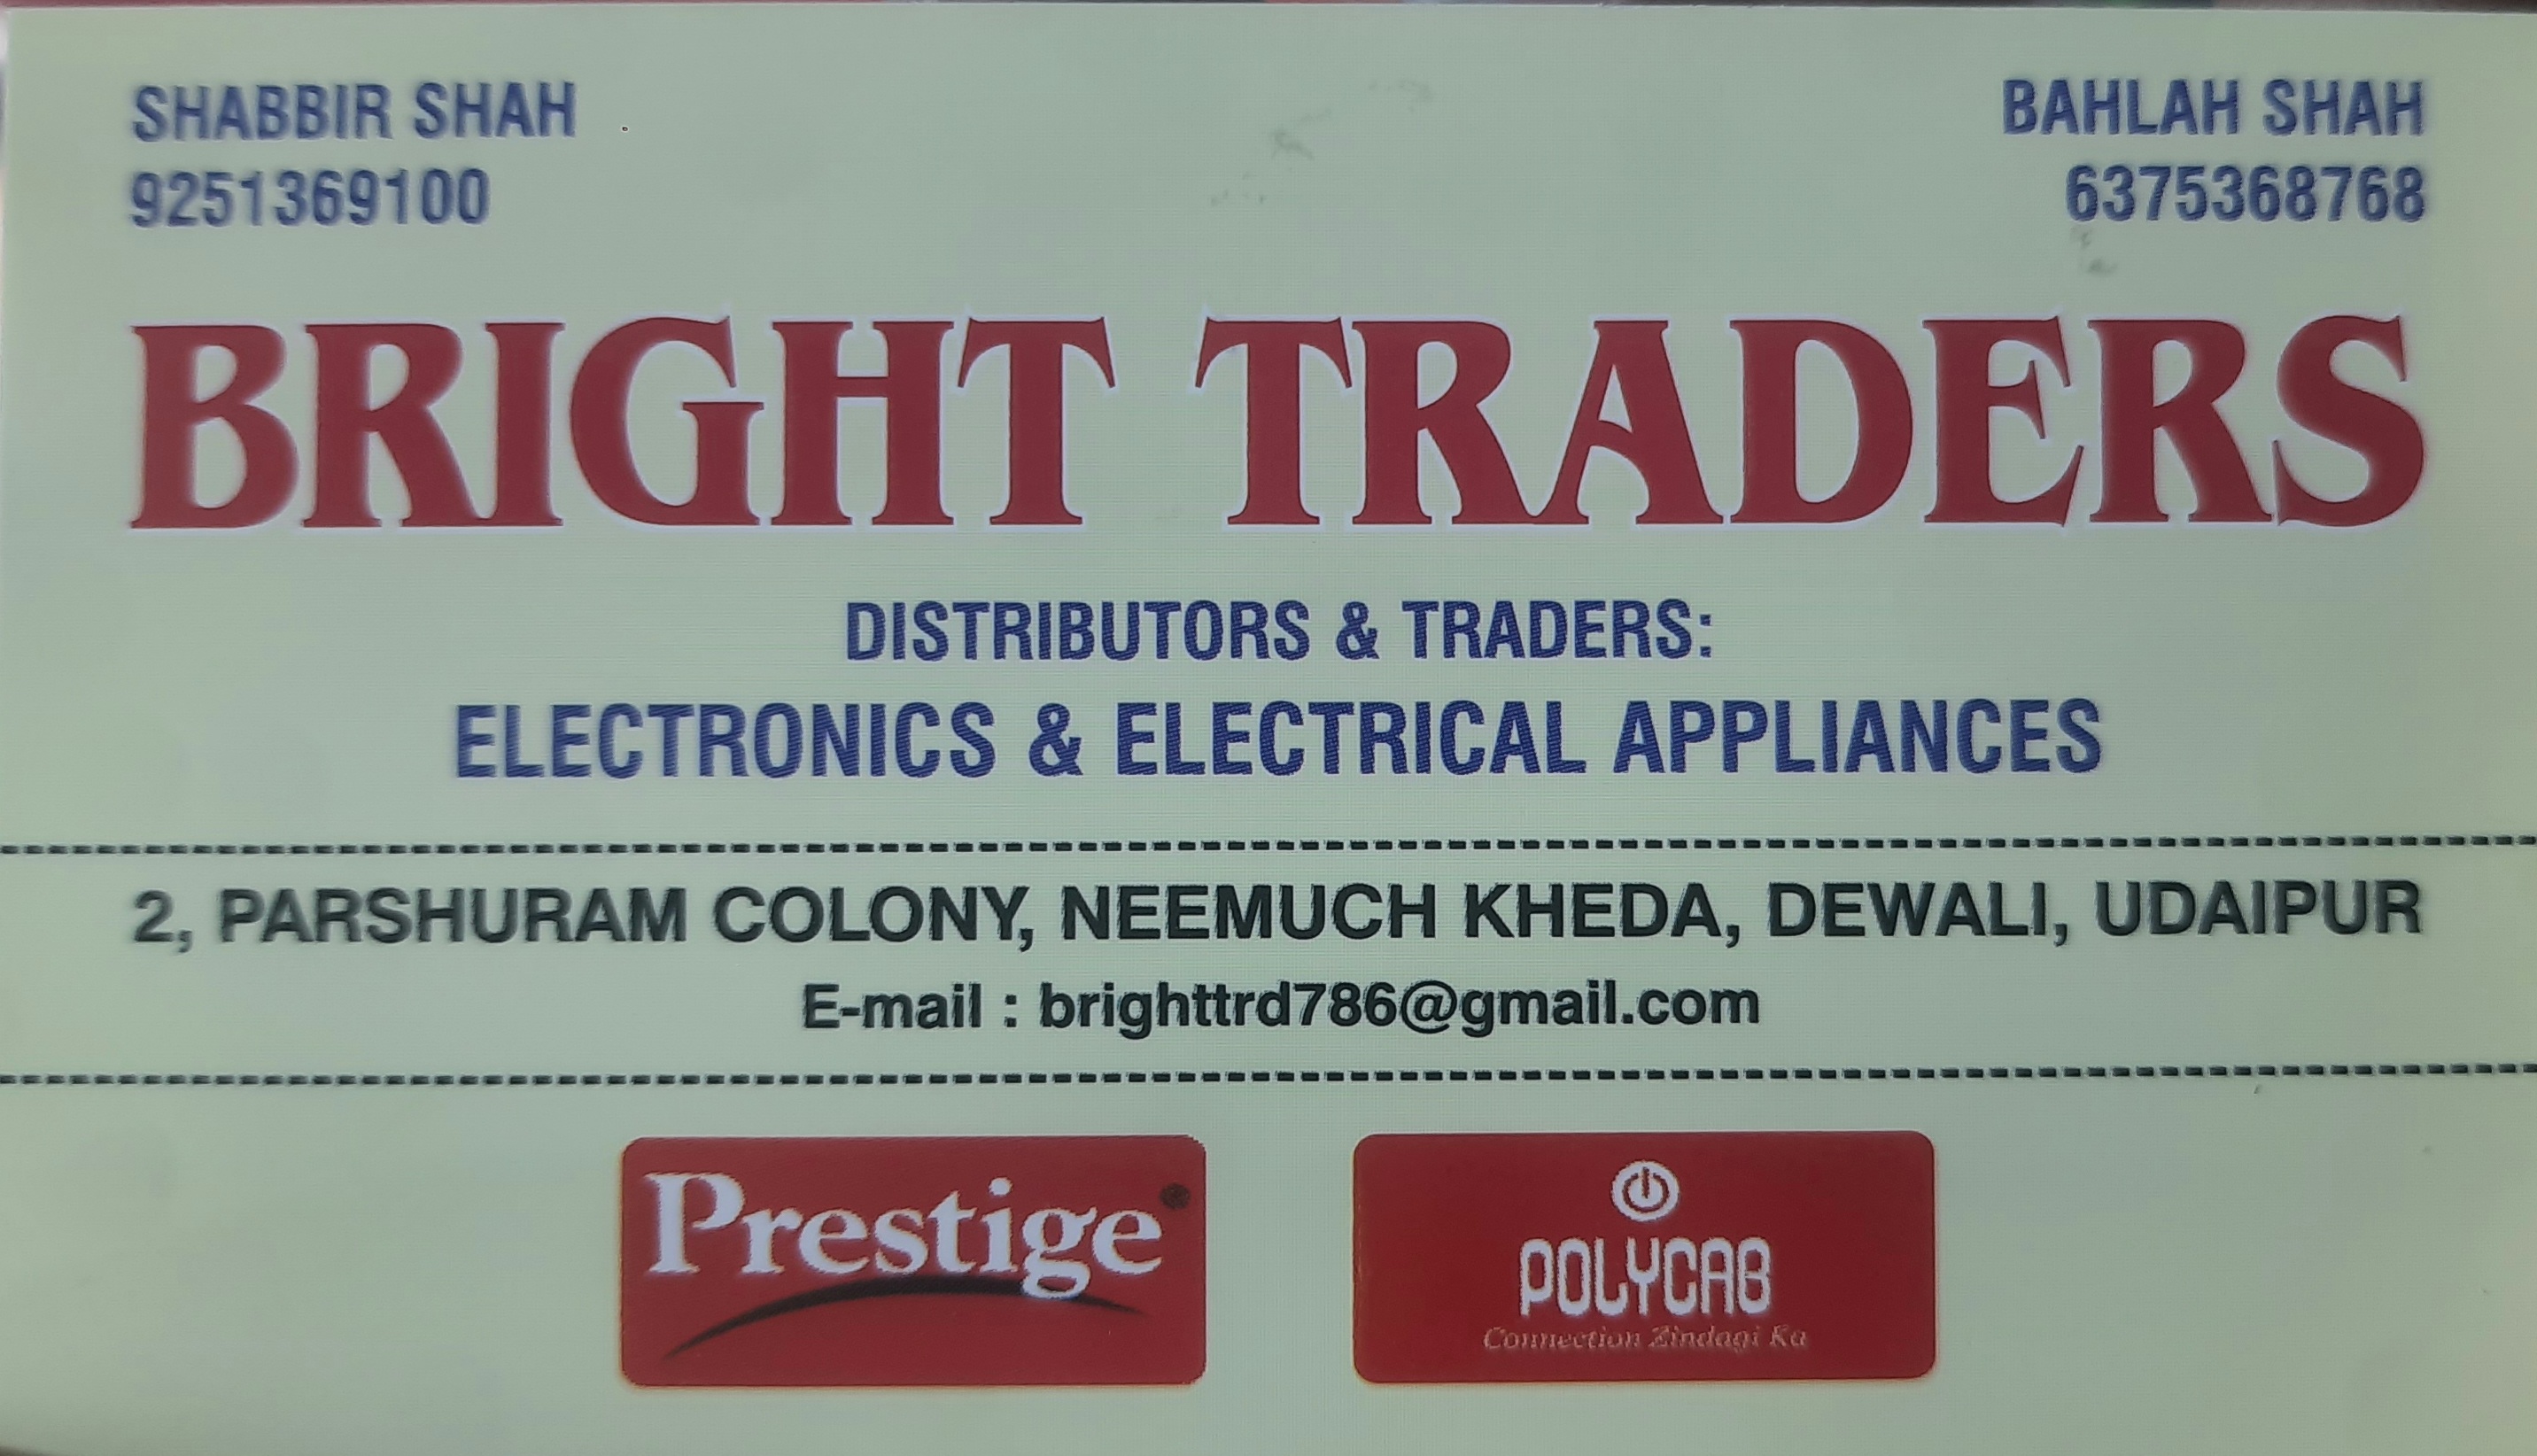 SHABBIR SHAH
9251369100
BAHLAH SHAH
6375368768
BRIGHT TRADERS
DISTRIBUTORS & TRADERS:
ELECTRONICS & ELECTRICAL APPLIANCES
2, PARSHURAM COLONY, NEEMUCH KHEDA, DEWALI, UDAIPUR
E-mail : brighttrd786@gmail.com
Prestige
POLYCAB
Connection Zindagi Ka